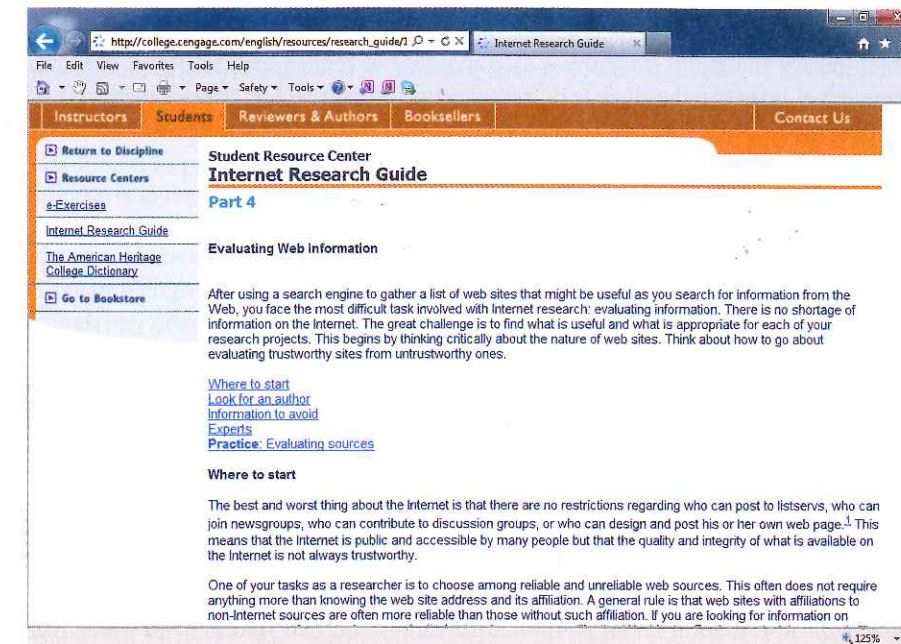 http://college.cengage.com/english/resources/research_guide/1
Internet Research Guide
File Edit View Favorites Tools Help
Page Safety Tools
Instructors Students Reviewers & Authors Booksellers Contact Us
Return to Discipline
Resource Centers
e-Exercises
Internet Research Guide
The American Heritage
College Dictionary
Go to Bookstore
Student Resource Center
Internet Research Guide
Part 4
Evaluating Web information
After using a search engine to gather a list of web sites that might be useful as you search for information from the
Web, you face the most difficult task involved with Internet research: evaluating information. There is no shortage of
information on the Internet. The great challenge is to find what is useful and what is appropriate for each of your
research projects. This begins by thinking critically about the nature of web sites. Think about how to go about
evaluating trustworthy sites from untrustworthy ones.
Where to start
Look for an author
Information to avoid
Experts
Practice: Evaluating sources
Where to start
The best and worst thing about the Internet is that there are no restrictions regarding who can post to listservs, who can
join newsgroups, who can contribute to discussion groups, or who can design and post his or her own web page.1 This
means that the Internet is public and accessible by many people but that the quality and integrity of what is available on
the Internet is not always trustworthy.
One of your tasks as a researcher is to choose among reliable and unreliable web sources. This often does not require
anything more than knowing the web site address and its affiliation. A general rule is that web sites with affiliations to
non-Internet sources are often more reliable than those without such affiliation. If you are looking for information on
125%